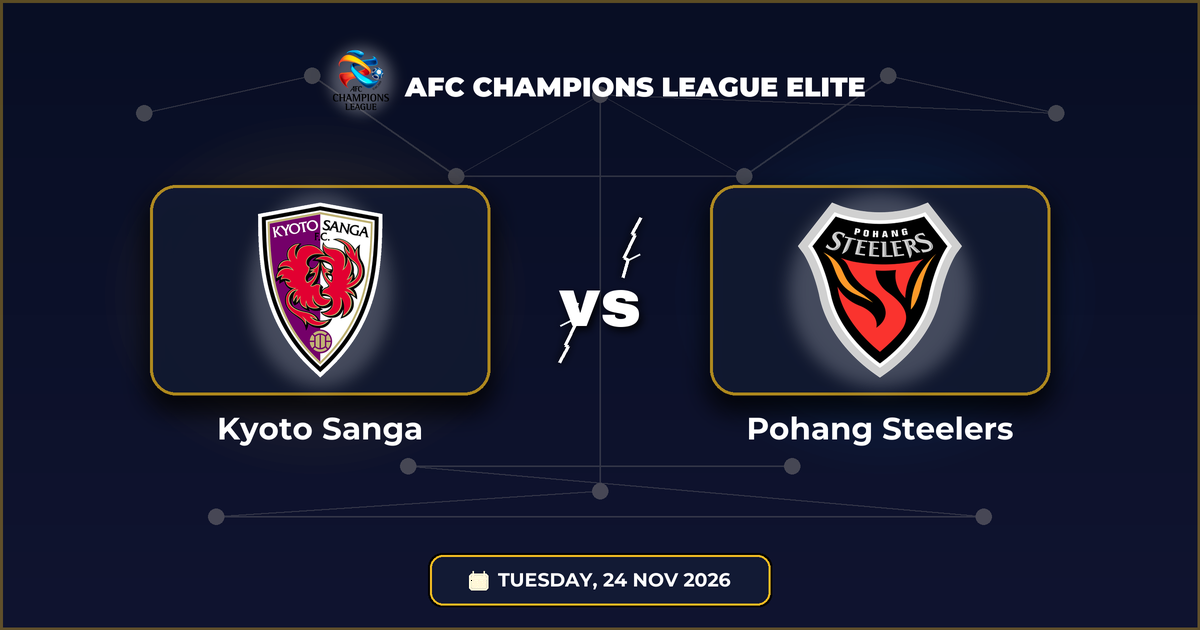 AFC
CHAMPIONS
LEAGUE
AFC CHAMPIONS LEAGUE ELITE
KYOTO SANGA
F.C.
POHANG
STEELERS
vs
Kyoto Sanga
Pohang Steelers
TUESDAY, 24 NOV 2026